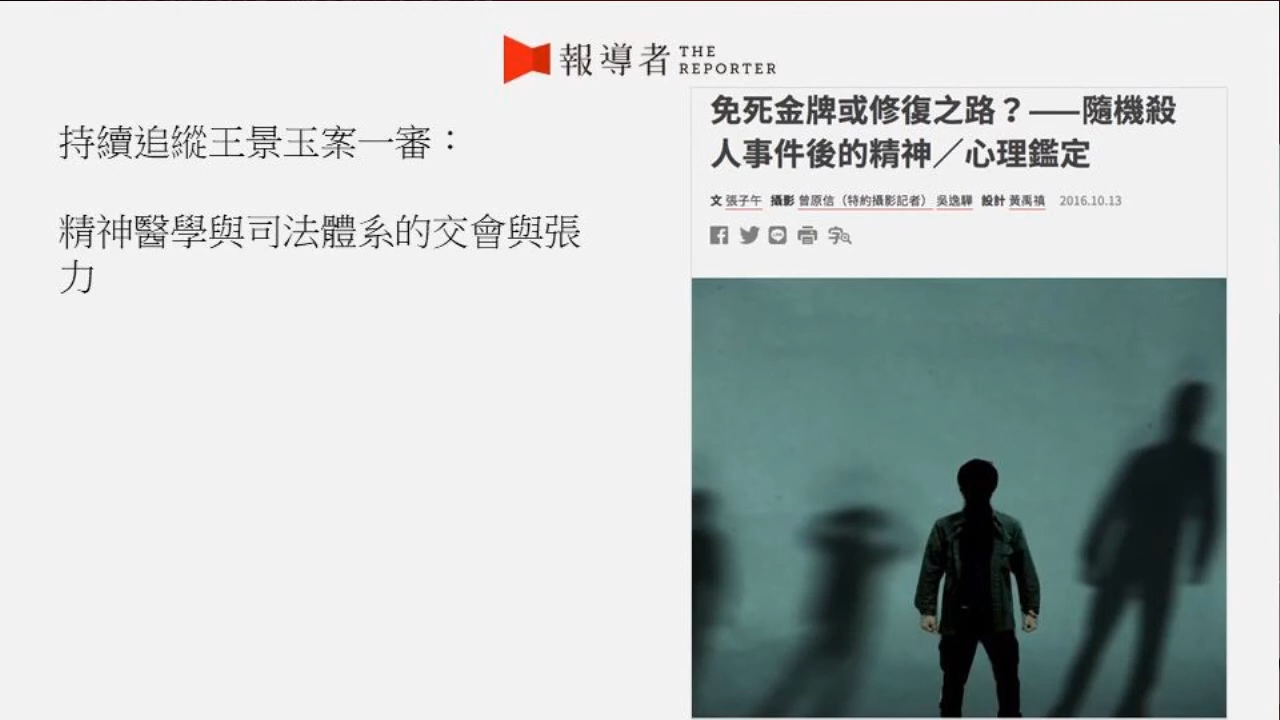 報導者 THE REPORTER
持續追縱王景玉案一審：
精神醫學與司法體系的交會與張
力
免死金牌或修復之路？——隨機殺
人事件後的精神／心理鑑定
文 張子午 攝影 曾原信（特約攝影記者） 吳逸驊 設計 黃禹禛 2016.10.13
字